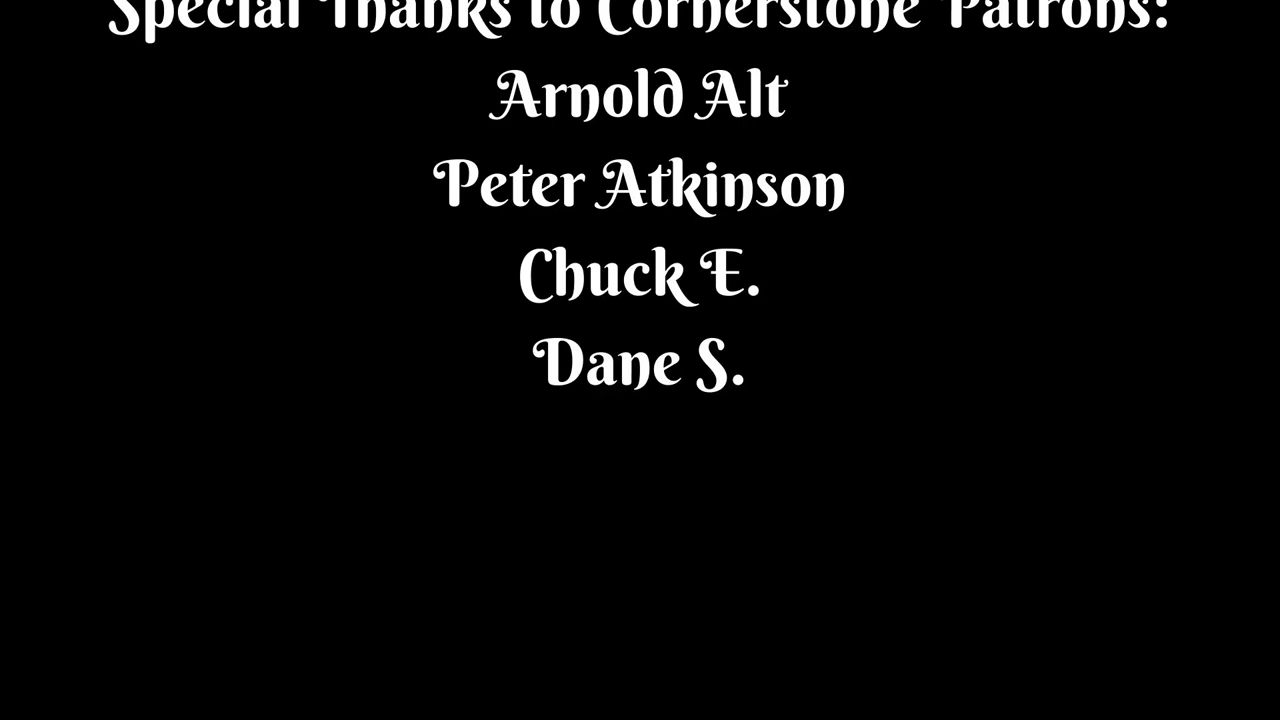 Special Thanks to Cornerstone Patrons:
Arnold Alt
Peter Atkinson
Chuck E.
Dane S.